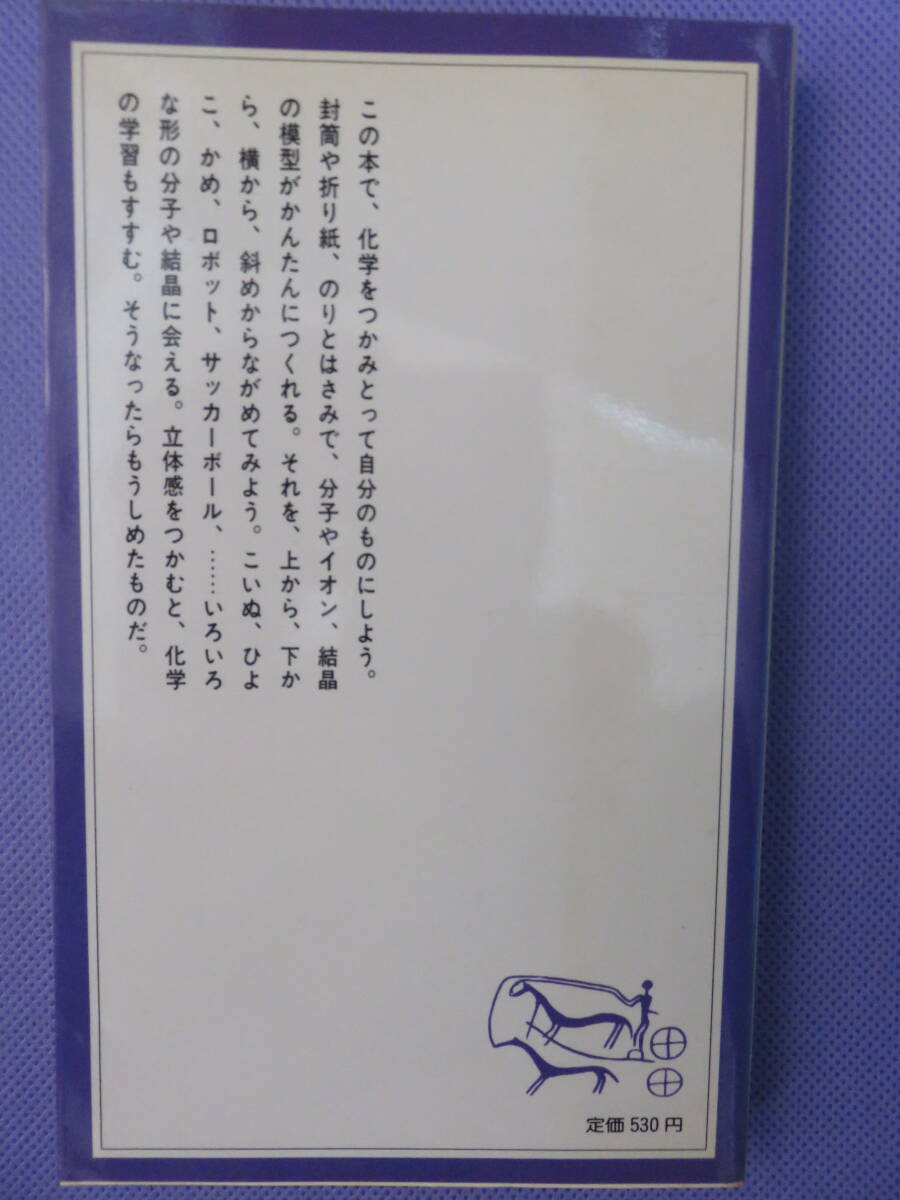 この本で、化学をつかみとって自分のものにしよう。
封筒や折り紙、のりとはさみで、分子やイオン、結晶
の模型がかんたんにつくれる。それを、上から、下か
ら、横から、斜めからながめてみよう。こいぬ、ひよ
こ、かめ、ロボット、サッカーボール、……いろいろ
な形の分子や結晶に会える。立体感をつかむと、化学
の学習もすすむ。そうなったらもうしめたものだ。
定価 530 円